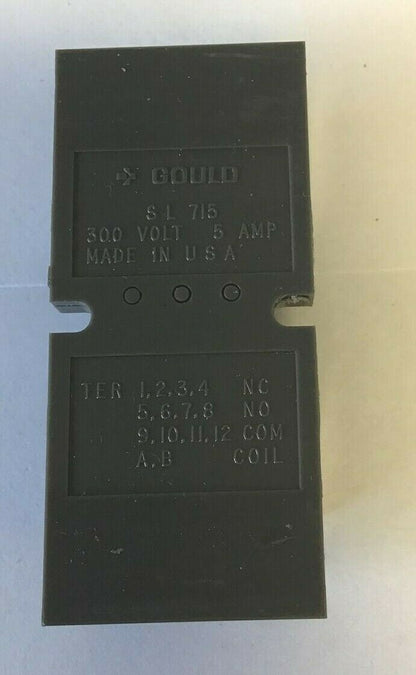 GOULD
S-L 715
300 VOLT 5 AMP
MADE IN U S A
TER 1,2,3,4 NC
5,6,7,8 NO
9,10,11,12 COM
A,B COIL